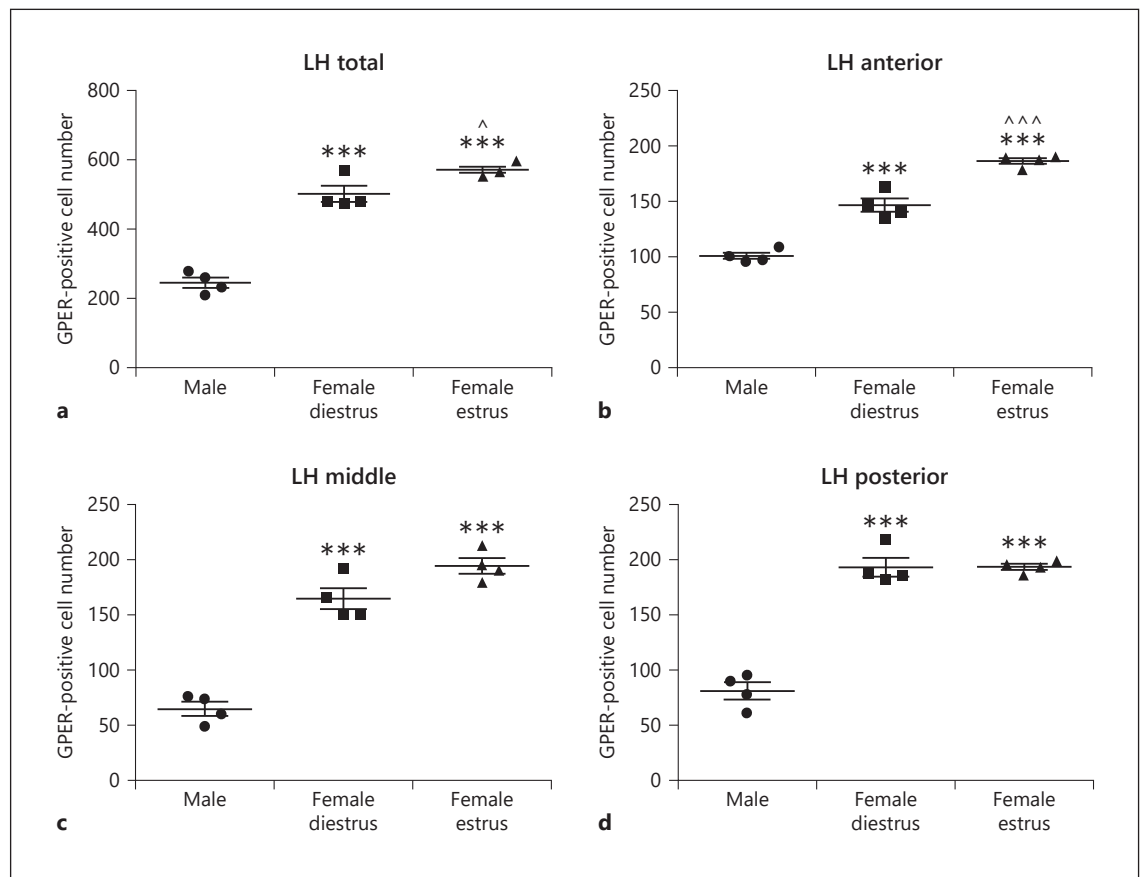 LH total
GPER-positive cell number
800
600
400
200
0
***
^
***
Male
Female
diestrus
Female
estrus
a
LH anterior
GPER-positive cell number
250
200
150
100
50
0
***
^^^
***
Male
Female
diestrus
Female
estrus
b
LH middle
GPER-positive cell number
250
200
150
100
50
0
***
***
Male
Female
diestrus
Female
estrus
c
LH posterior
GPER-positive cell number
250
200
150
100
50
0
***
***
Male
Female
diestrus
Female
estrus
d